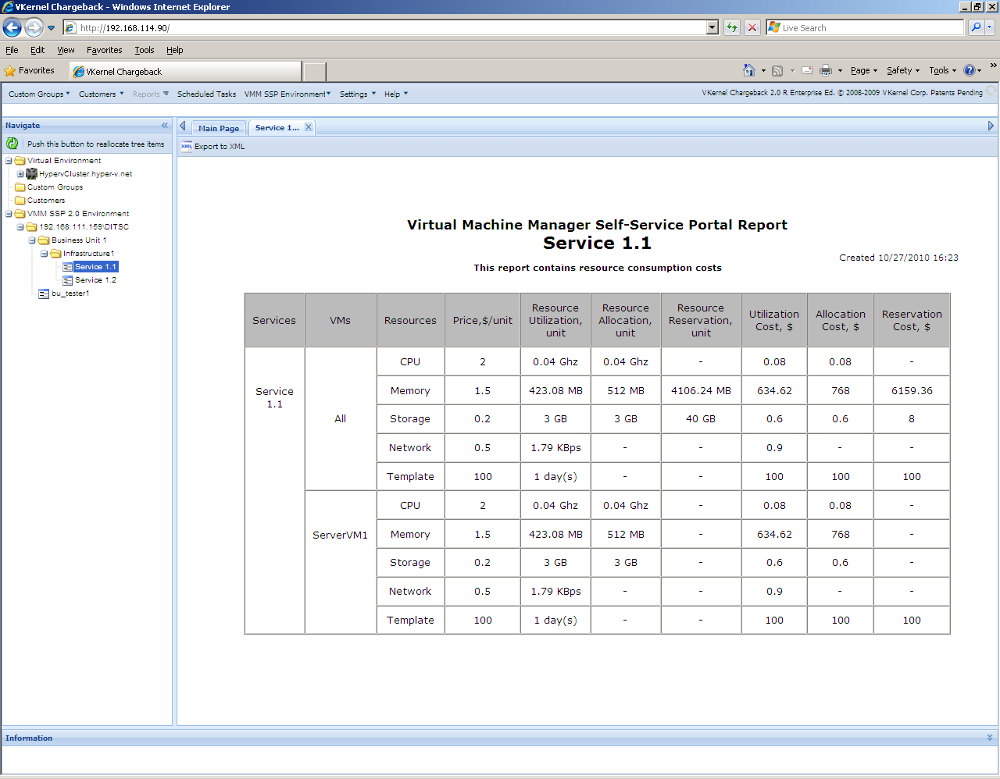 VKernel Chargeback - Windows Internet Explorer
http://192.168.114.90/
Live Search
File Edit View Favorites Tools Help
Favorites
VKernel Chargeback
Page Safety Tools
Custom Groups Customers Reports Scheduled Tasks VMM SSP Environment Settings Help
VKernel Chargeback 2.0 R Enterprise Ed. © 2008-2009 VKernel Corp. Patents Pending
Navigate
Push this button to reallocate tree items
Virtual Environment
HypervCluster.hyper-v.net
Custom Groups
Customers
VMM SSP 2.0 Environment
192.168.111.159\DITSC
Business Unit 1
Infrastructure1
Service 1.1
Service 1.2
bu_tester1
Main Page
Service 1...
XML Export to XML
Virtual Machine Manager Self-Service Portal Report
Service 1.1
Created 10/27/2010 16:23
This report contains resource consumption costs
Services VMs Resources Price,$/unit Resource Utilization, unit Resource Allocation, unit Resource Reservation, unit Utilization Cost, $ Allocation Cost, $ Reservation Cost, $
Service 1.1
All
CPU 2 0.04 Ghz 0.04 Ghz - 0.08 0.08 -
Memory 1.5 423.08 MB 512 MB 4106.24 MB 634.62 768 6159.36
Storage 0.2 3 GB 3 GB 40 GB 0.6 0.6 8
Network 0.5 1.79 KBps - - 0.9 - -
Template 100 1 day(s) - - 100 100 100
ServerVM1
CPU 2 0.04 Ghz 0.04 Ghz - 0.08 0.08 -
Memory 1.5 423.08 MB 512 MB - 634.62 768 -
Storage 0.2 3 GB 3 GB - 0.6 0.6 -
Network 0.5 1.79 KBps - - 0.9 - -
Template 100 1 day(s) - - 100 100 100
Information